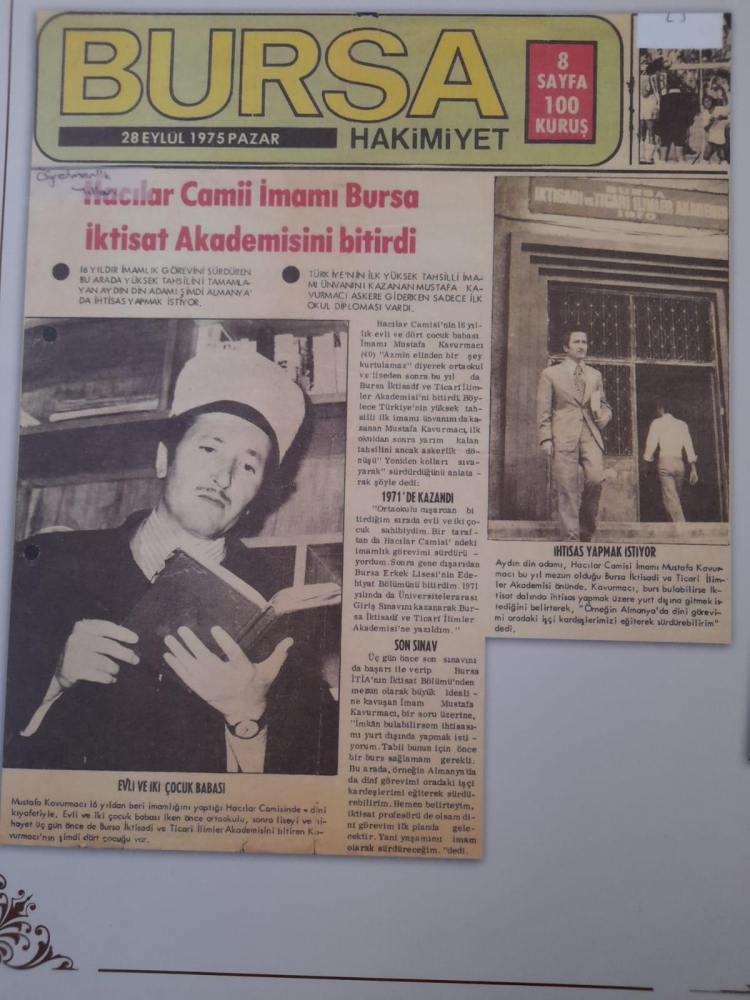 BURSA
8
SAYFA
100
KURUŞ
28 EYLÜL 1975 PAZAR
HAKİMİYET
Öğretmenlik
Hacılar Camii İmamı Bursa
İktisat Akademisini bitirdi
16 YILDIR İMAMLIK GÖREVİNİ SÜRDÜREN
BU ARADA YÜKSEK TAHSİLİNİ TAMAMLA-
YAN AYDIN DİN ADAMI ŞİMDİ ALMANYA'
DA İHTİSAS YAPMAK İSTİYOR.
TÜRKİYE'NİN İLK YÜKSEK TAHSİLLİ İMA-
MI ÜNVANINI KAZANAN MUSTAFA KA-
VURMACI ASKERE GİDERKEN SADECE İLK
OKUL DİPLOMASI VARDI.
Hacılar Camisi'nin 16 yıl-
lık evli ve dört çocuk babası
İmamı Mustafa Kavurmacı
(40) "Azmin elinden bir şey
kurtulamaz" diyerek ortaokul
ve liseden sonra bu yıl da
Bursa İktisadî ve Ticarî İlim-
ler Akademisi'ni bitirdi. Böy-
lece Türkiye'nin yüksek tah-
silli ilk imamı ünvanını da ka-
zanan Mustafa Kavurmacı, ilk
okuldan sonra yarım kalan
tahsilini ancak askerlik dö-
nüşü" Yeniden kolları sıva-
yarak" sürdürdüğünü anlata -
rak şöyle dedi:
1971'DE KAZANDI
"Ortaokulu dışardan bi
tirdiğim sırada evli ve iki ço-
cuk sahibiydim. Bir taraf -
tan da Hacılar Camisi' ndeki
imamlık görevimi sürdürü -
yordum. Sonra gene dışarıdan
Bursa Erkek Lisesi'nin Ede-
biyat Bölümünü bitirdim. 1971
yılında da Üniversitelerarası
Giriş Sınavını kazanarak Bur-
sa İktisadî ve Ticarî İlimler
Akademisi'ne yazıldım. "
SON SINAV
Üç gün önce son sınavını
da başarı ile verip Bursa
İTİA'nın İktisat Bölümü'nden
mezun olarak büyük ideali -
ne kavuşan İmam Mustafa
Kavurmacı, bir soru üzerine,
"İmkân bulabilirsem ihtisası-
mı yurt dışında yapmak isti -
yorum. Tabii bunun için önce
bir burs sağlamam gerekli.
Bu arada, örneğin Almanya'da
da dinî görevimi oradaki işçi
kardeşlerimi eğiterek sürdü-
rebilirim. Hemen belirteyim,
iktisat profesörü de olsam di-
nî görevim ilk planda gele-
cektir. Yani yaşamımı imam
olarak sürdüreceğim. "dedi.
EVLİ VE İKİ ÇOCUK BABASI
Mustafa Kavurmacı 16 yıldan beri imamlığını yaptığı Hacılar Camisinde - dini
kıyafetiyle. Evli ve iki çocuk babası iken önce ortaokulu, sonra liseyi ve ni-
hayet üç gün önce de Bursa İktisadi ve Ticari İlimler Akademisini bitiren Ka-
vurmacı'nın şimdi dört çocuğu var.
BURSA
İKTİSADİ ve TİCARİ İLİMLER AKADEMİ
1970
İHTİSAS YAPMAK İSTİYOR
Aydın din adamı, Hacılar Camisi İmamı Mustafa Kavur-
macı bu yıl mezun olduğu Bursa İktisadi ve Ticari İlim-
ler Akademisi önünde. Kavurmacı, burs bulabilirse İk-
tisat dalında ihtisas yapmak üzere yurt dışına gitmek is-
tediğini belirterek, "Örneğin Almanya'da dini görevi-
mi oradaki işçi kardeşlerimizi eğiterek sürdürebilirim"
dedi.